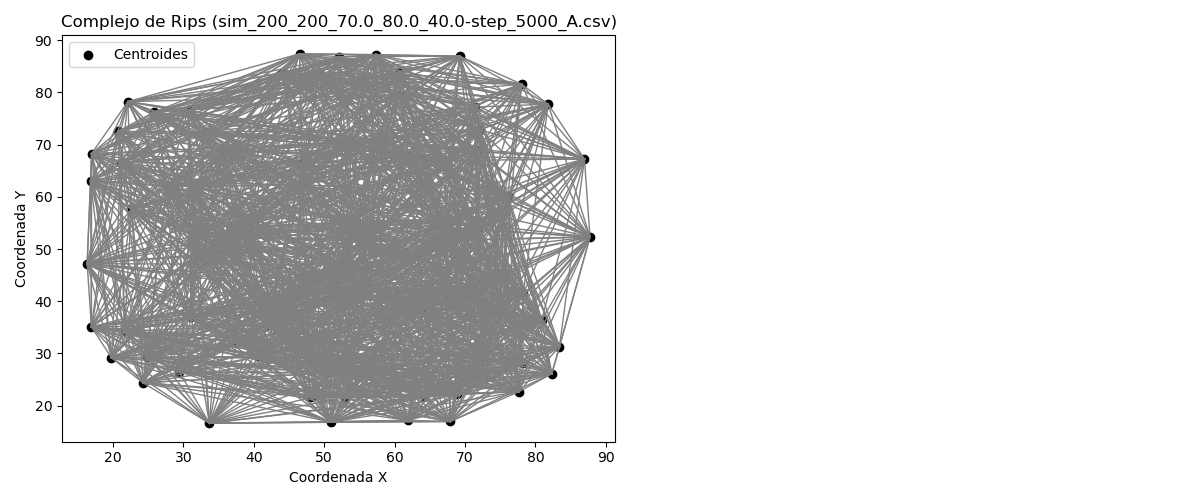 Complejo de Rips (sim_200_200_70.0_80.0_40.0-step_5000_A.csv)
Centroides
90
80
70
60
50
40
30
20
Coordenada Y
20 30 40 50 60 70 80 90
Coordenada X